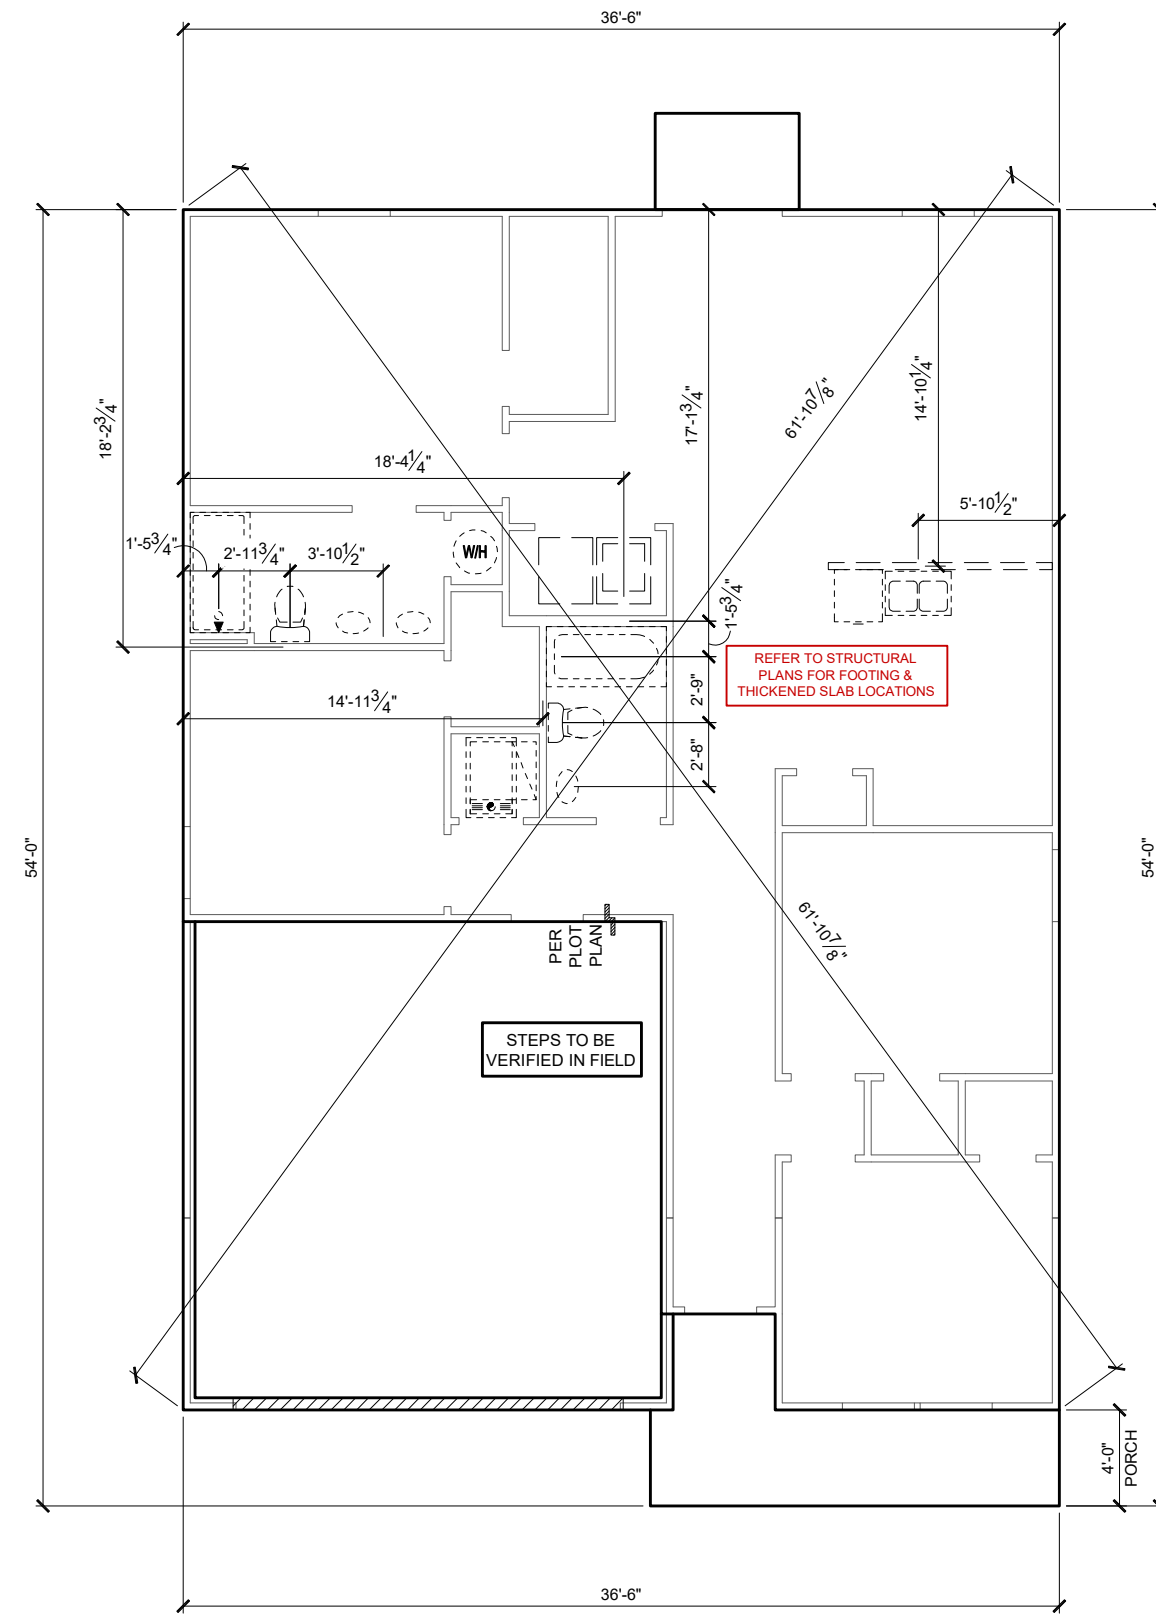 36'-6"
18'-2 3/4"
17'-1 3/4"
61'-10 7/8"
14'-10 1/4"
18'-4 1/4"
5'-10 1/2"
1'-5 3/4"
2'-11 3/4"
3'-10 1/2"
W/H
1'-5 3/4"
REFER TO STRUCTURAL
PLANS FOR FOOTING &
THICKENED SLAB LOCATIONS
14'-11 3/4"
2'-9"
2'-8"
54'-0"
54'-0"
61'-10 7/8"
PER
PLOT
PLAN
STEPS TO BE
VERIFIED IN FIELD
4'-0"
PORCH
36'-6"